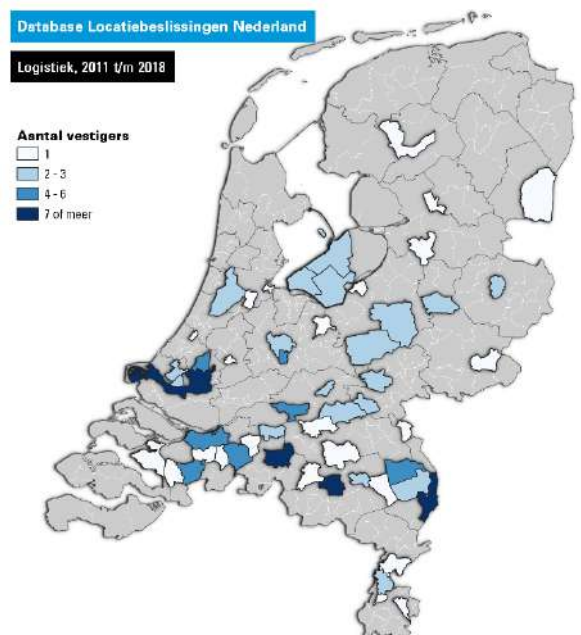 Database Locatiebeslissingen Nederland
Logistiek, 2011 t/m 2018
Aantal vestigers
1
2 - 3
4 - 6
7 of meer